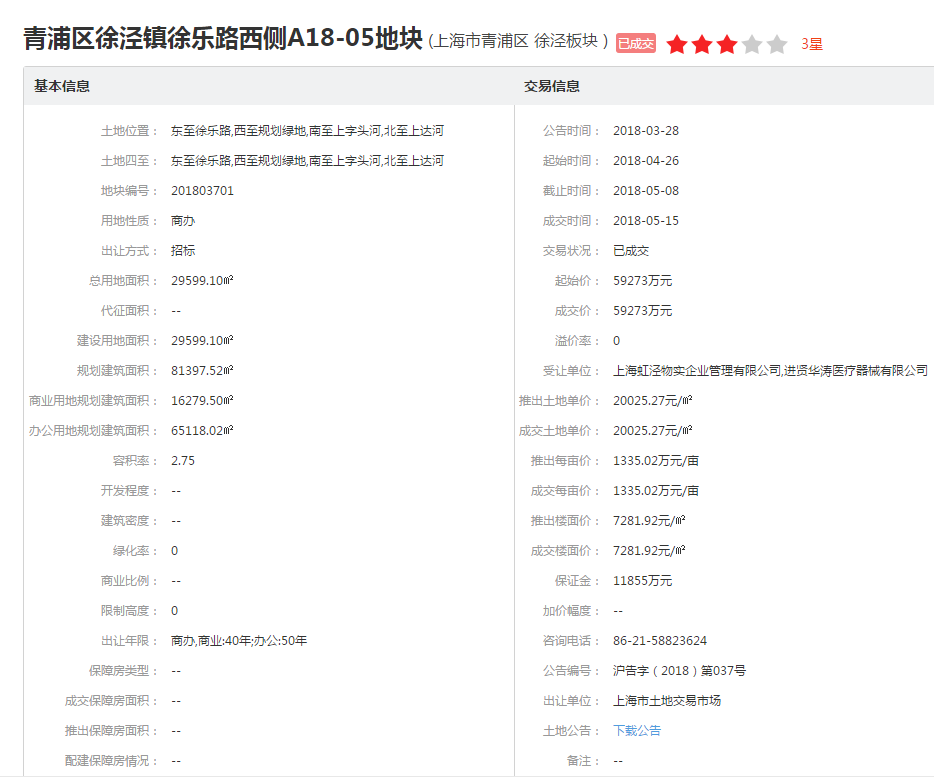 青浦区徐泾镇徐乐路西侧A18-05地块 (上海市青浦区 徐泾板块 ) 已成交 3星
基本信息
土地位置： 东至徐乐路,西至规划绿地,南至上字头河,北至上达河
土地四至： 东至徐乐路,西至规划绿地,南至上字头河,北至上达河
地块编号： 201803701
用地性质： 商办
出让方式： 招标
总用地面积： 29599.10㎡
代征面积： --
建设用地面积： 29599.10㎡
规划建筑面积： 81397.52㎡
商业用地规划建筑面积： 16279.50㎡
办公用地规划建筑面积： 65118.02㎡
容积率： 2.75
开发程度： --
建筑密度： --
绿化率： 0
商业比例： --
限制高度： 0
出让年限： 商办,商业:40年;办公:50年
保障房类型： --
成交保障房面积： --
推出保障房面积： --
配建保障房情况： --
交易信息
公告时间： 2018-03-28
起始时间： 2018-04-26
截止时间： 2018-05-08
成交时间： 2018-05-15
交易状况： 已成交
起始价： 59273万元
成交价： 59273万元
溢价率： 0
受让单位： 上海虹泾物实企业管理有限公司,进贤华涛医疗器械有限公司
推出土地单价： 20025.27元/㎡
成交土地单价： 20025.27元/㎡
推出每亩价： 1335.02万元/亩
成交每亩价： 1335.02万元/亩
推出楼面价： 7281.92元/㎡
成交楼面价： 7281.92元/㎡
保证金： 11855万元
加价幅度： --
咨询电话： 86-21-58823624
公告编号： 沪告字（2018）第037号
出让单位： 上海市土地交易市场
土地公告： 下载公告
备注： --